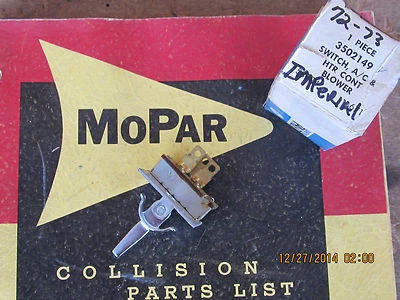 72-73
1 PIECE
3502149
SWITCH, A/C &
HTR CONT
BLOWER
IMPERIAL
MOPAR
12/27/2014 02:00
COLLISION
PARTS LIST